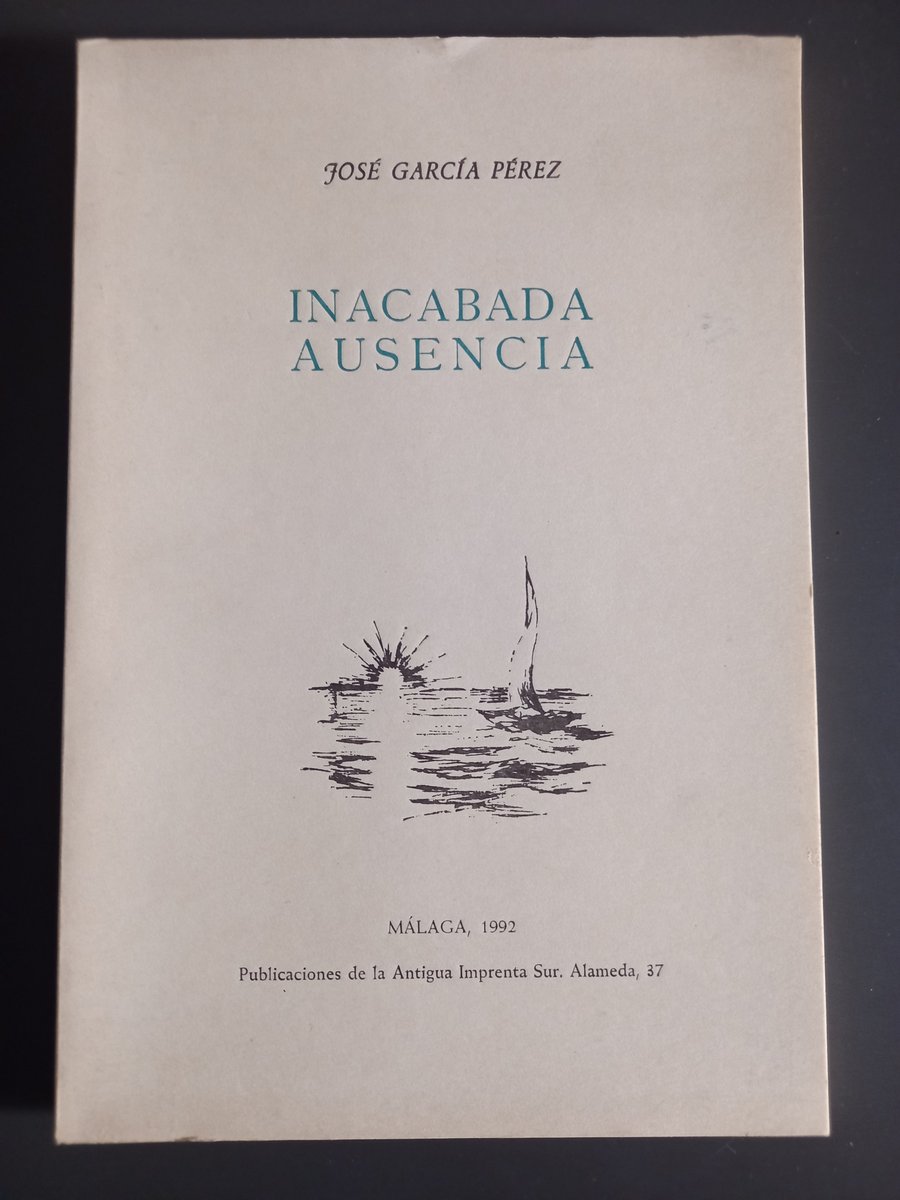 JOSÉ GARCÍA PÉREZ
INACABADA
AUSENCIA
MÁLAGA, 1992
Publicaciones de la Antigua Imprenta Sur. Alameda, 37